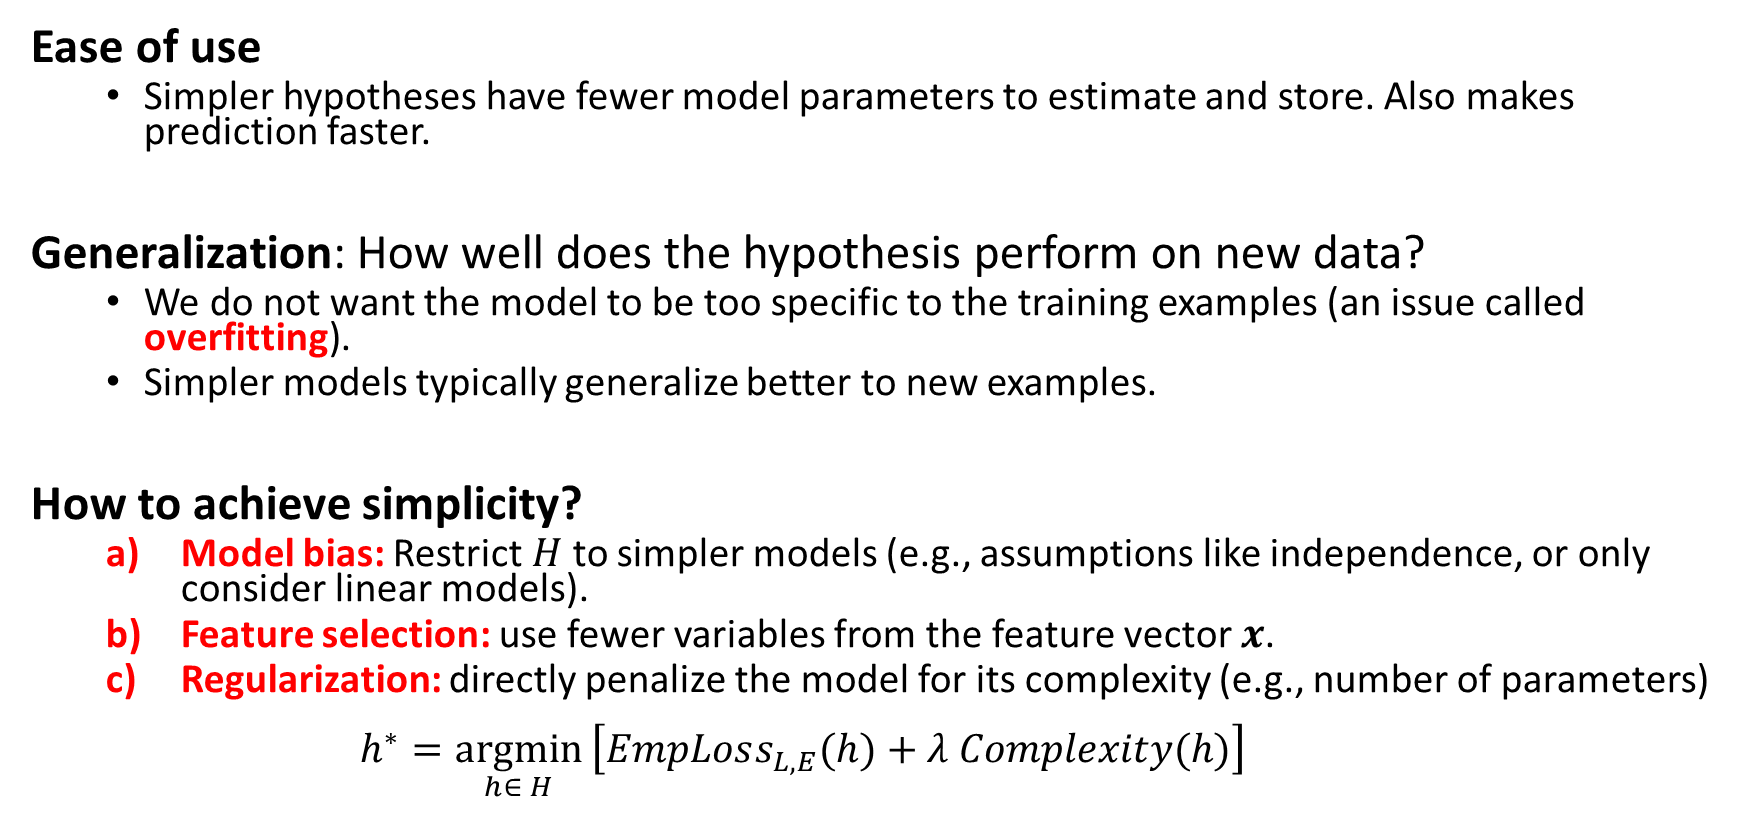 Ease of use
• Simpler hypotheses have fewer model parameters to estimate and store. Also makes
prediction faster.
Generalization: How well does the hypothesis perform on new data?
• We do not want the model to be too specific to the training examples (an issue called
overfitting).
• Simpler models typically generalize better to new examples.
How to achieve simplicity?
a) Model bias: Restrict H to simpler models (e.g., assumptions like independence, or only
consider linear models).
b) Feature selection: use fewer variables from the feature vector x.
c) Regularization: directly penalize the model for its complexity (e.g., number of parameters)
h* = argmin [EmpLoss_{L,E}(h) + λ Complexity(h)]
h∈ H